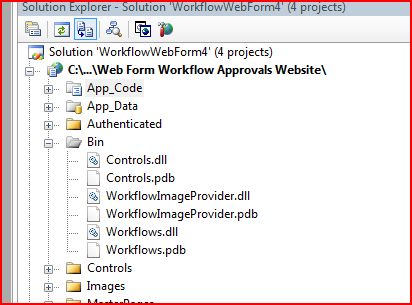 Solution Explorer - Solution 'WorkflowWebForm4' (4 projects)
Solution 'WorkflowWebForm4' (4 projects)
C:\...\Web Form Workflow Approvals Website\
App_Code
App_Data
Authenticated
Bin
Controls.dll
Controls.pdb
WorkflowImageProvider.dll
WorkflowImageProvider.pdb
Workflows.dll
Workflows.pdb
Controls
Images
MasterPages